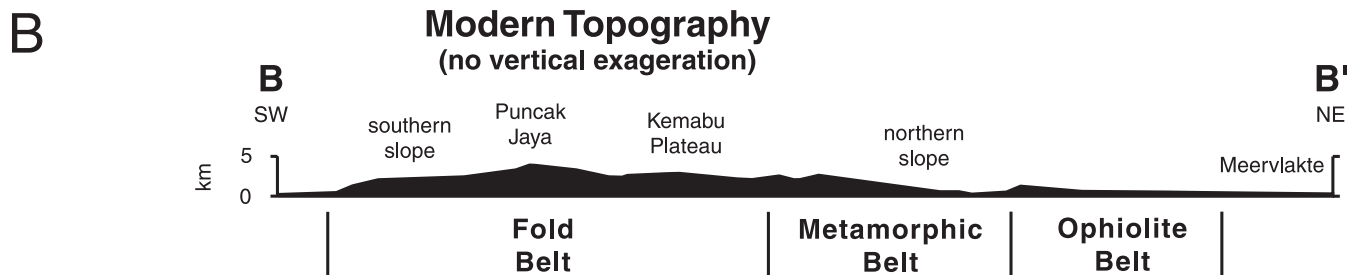 B
Modern Topography
(no vertical exageration)
B
SW
B'
NE
southern
slope
Puncak
Jaya
Kemabu
Plateau
northern
slope
Meervlakte
5
km
0
Fold
Belt
Metamorphic
Belt
Ophiolite
Belt